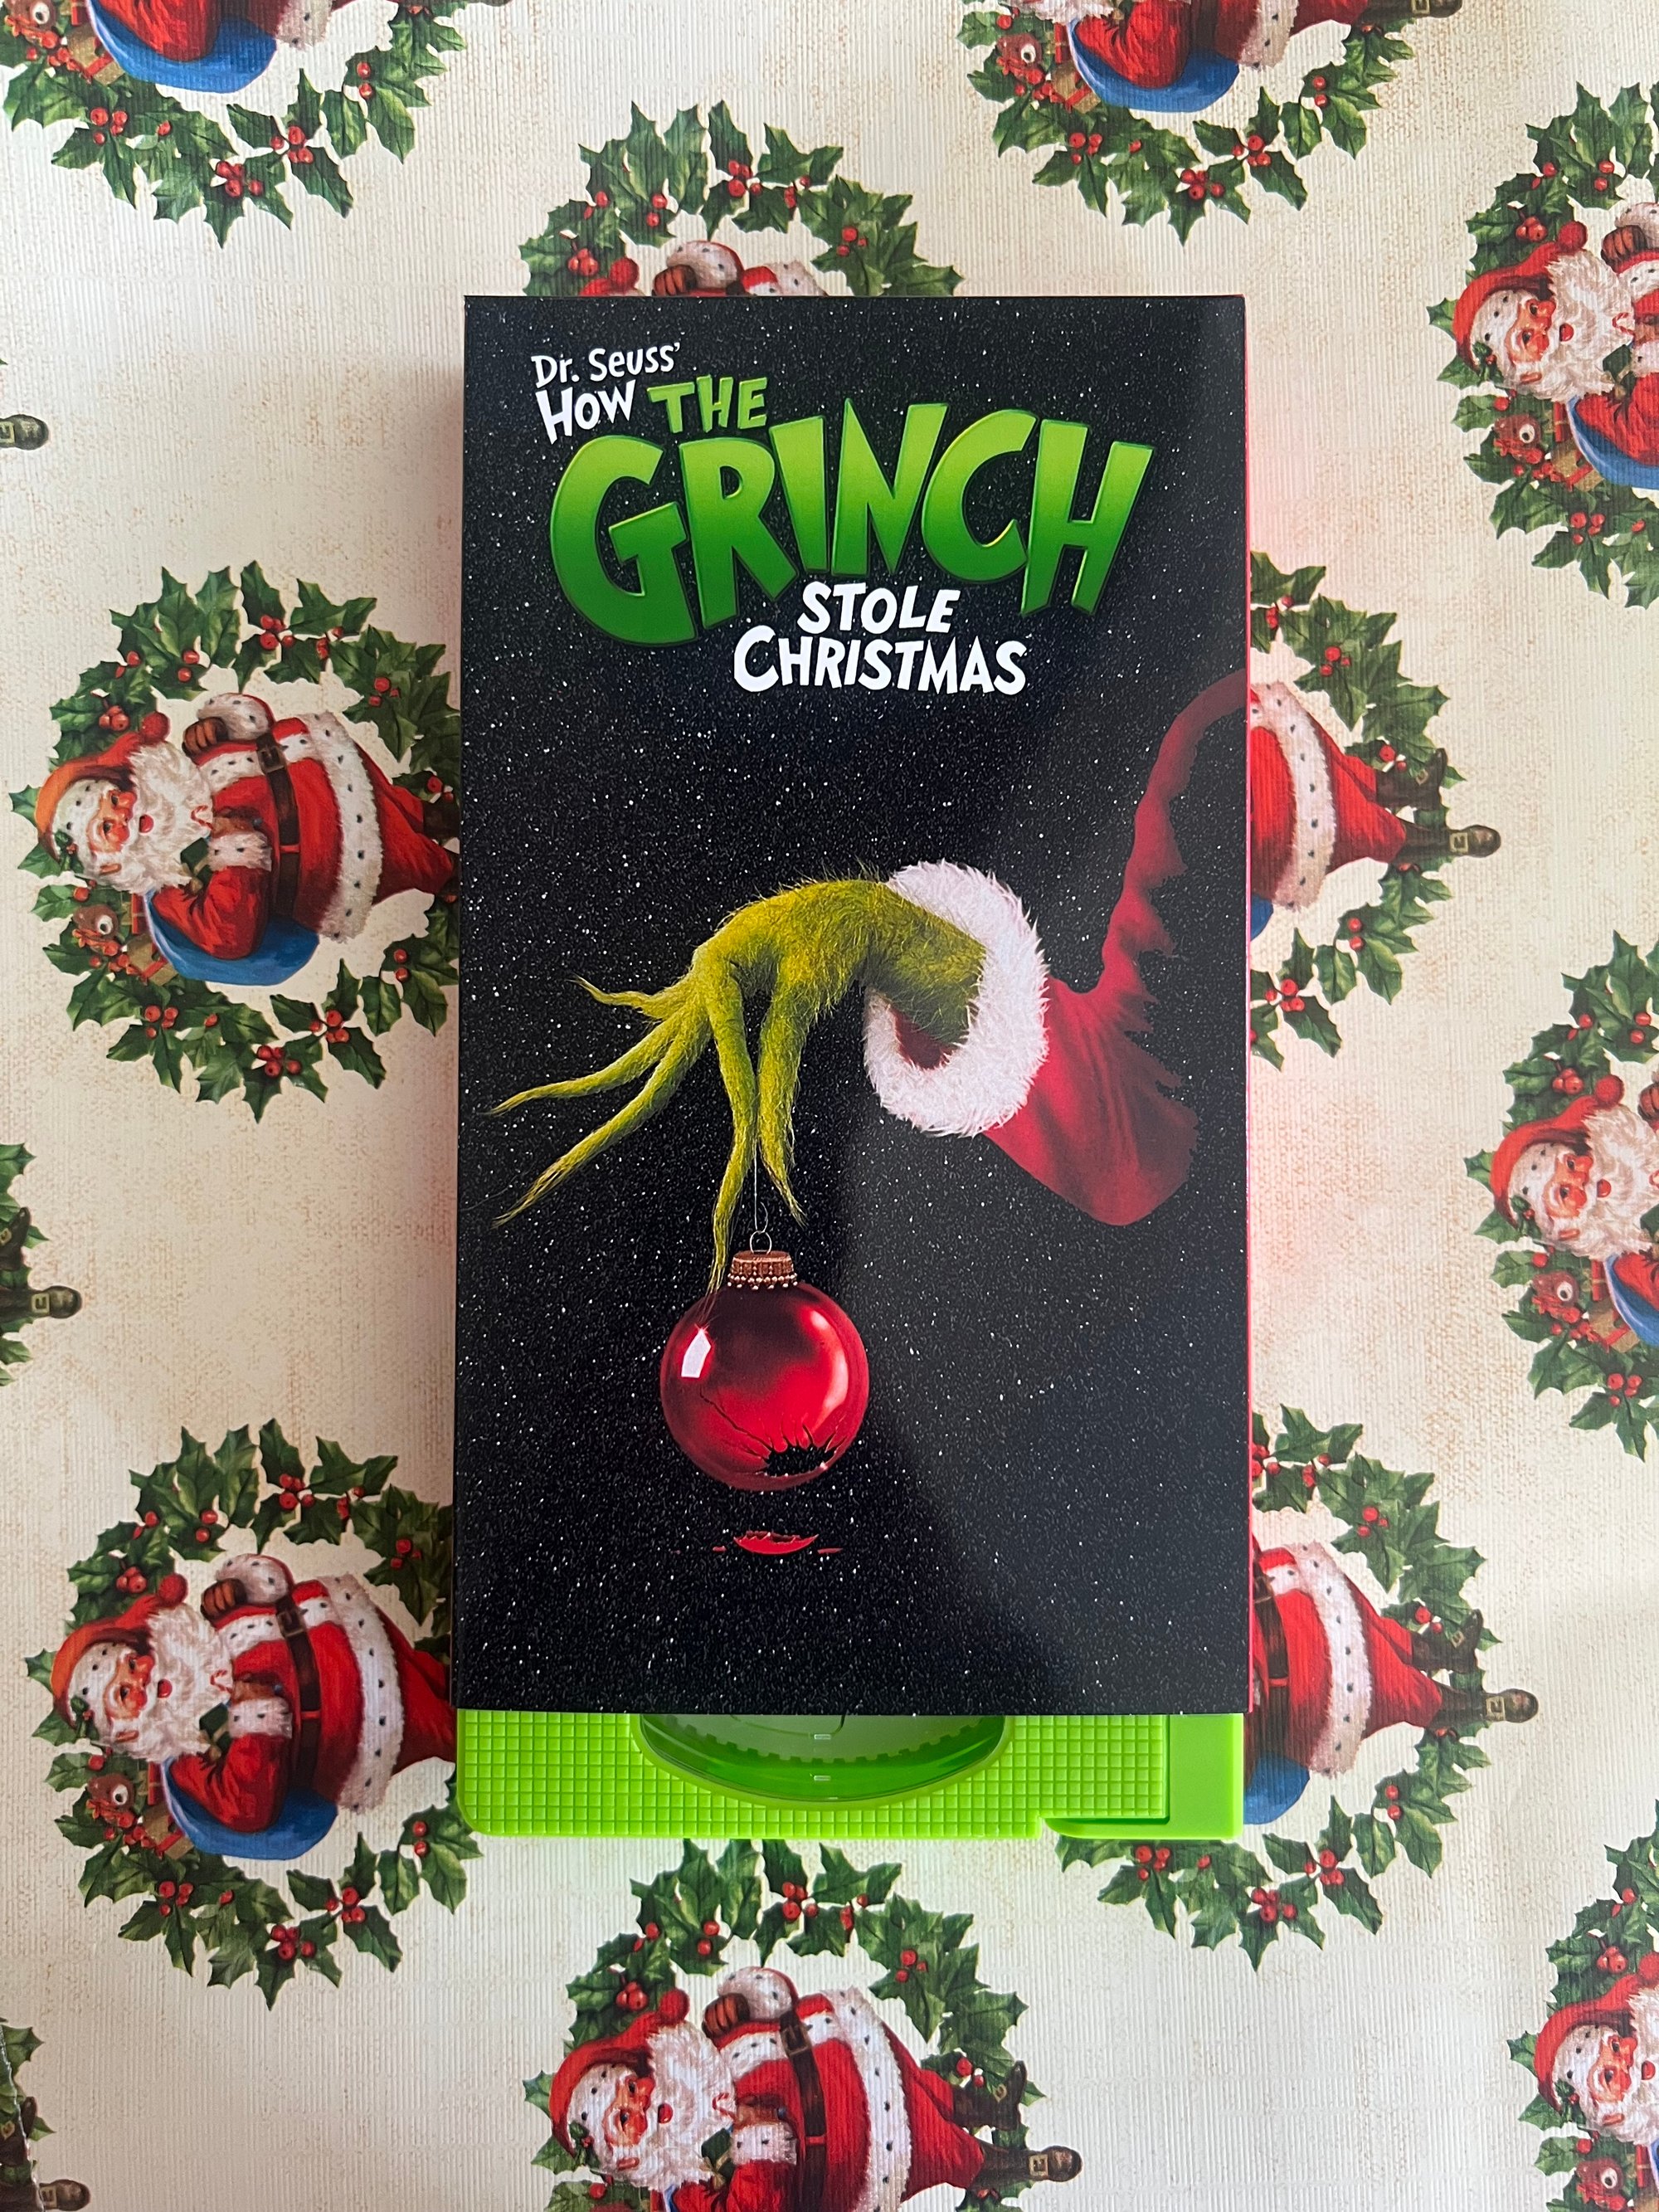 Dr. Seuss'
HOW THE
GRINCH
STOLE
CHRISTMAS